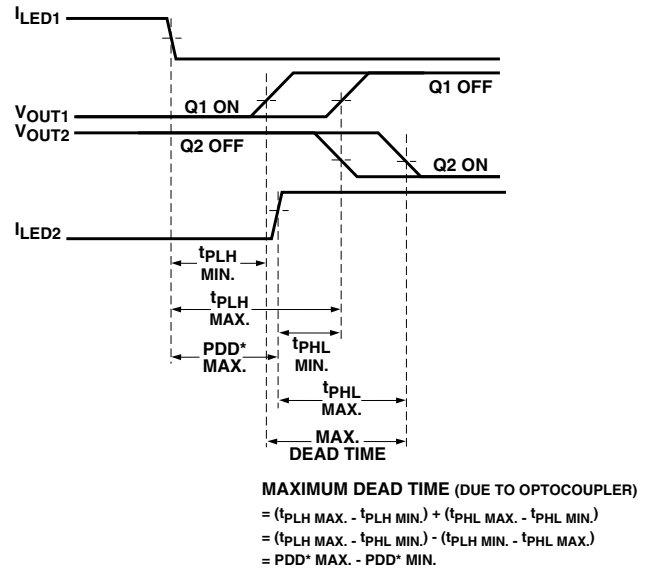 ILED1
Q1 OFF
VOUT1
Q1 ON
VOUT2
Q2 OFF
Q2 ON
ILED2
tPLH
MIN.
tPLH
MAX.
PDD*
MAX.
tPHL
MIN.
tPHL
MAX.
MAX.
DEAD TIME
MAXIMUM DEAD TIME (DUE TO OPTOCOUPLER)
= (tPLH MAX. - tPLH MIN.) + (tPHL MAX. - tPHL MIN.)
= (tPLH MAX. - tPHL MIN.) - (tPLH MIN. - tPHL MAX.)
= PDD* MAX. - PDD* MIN.